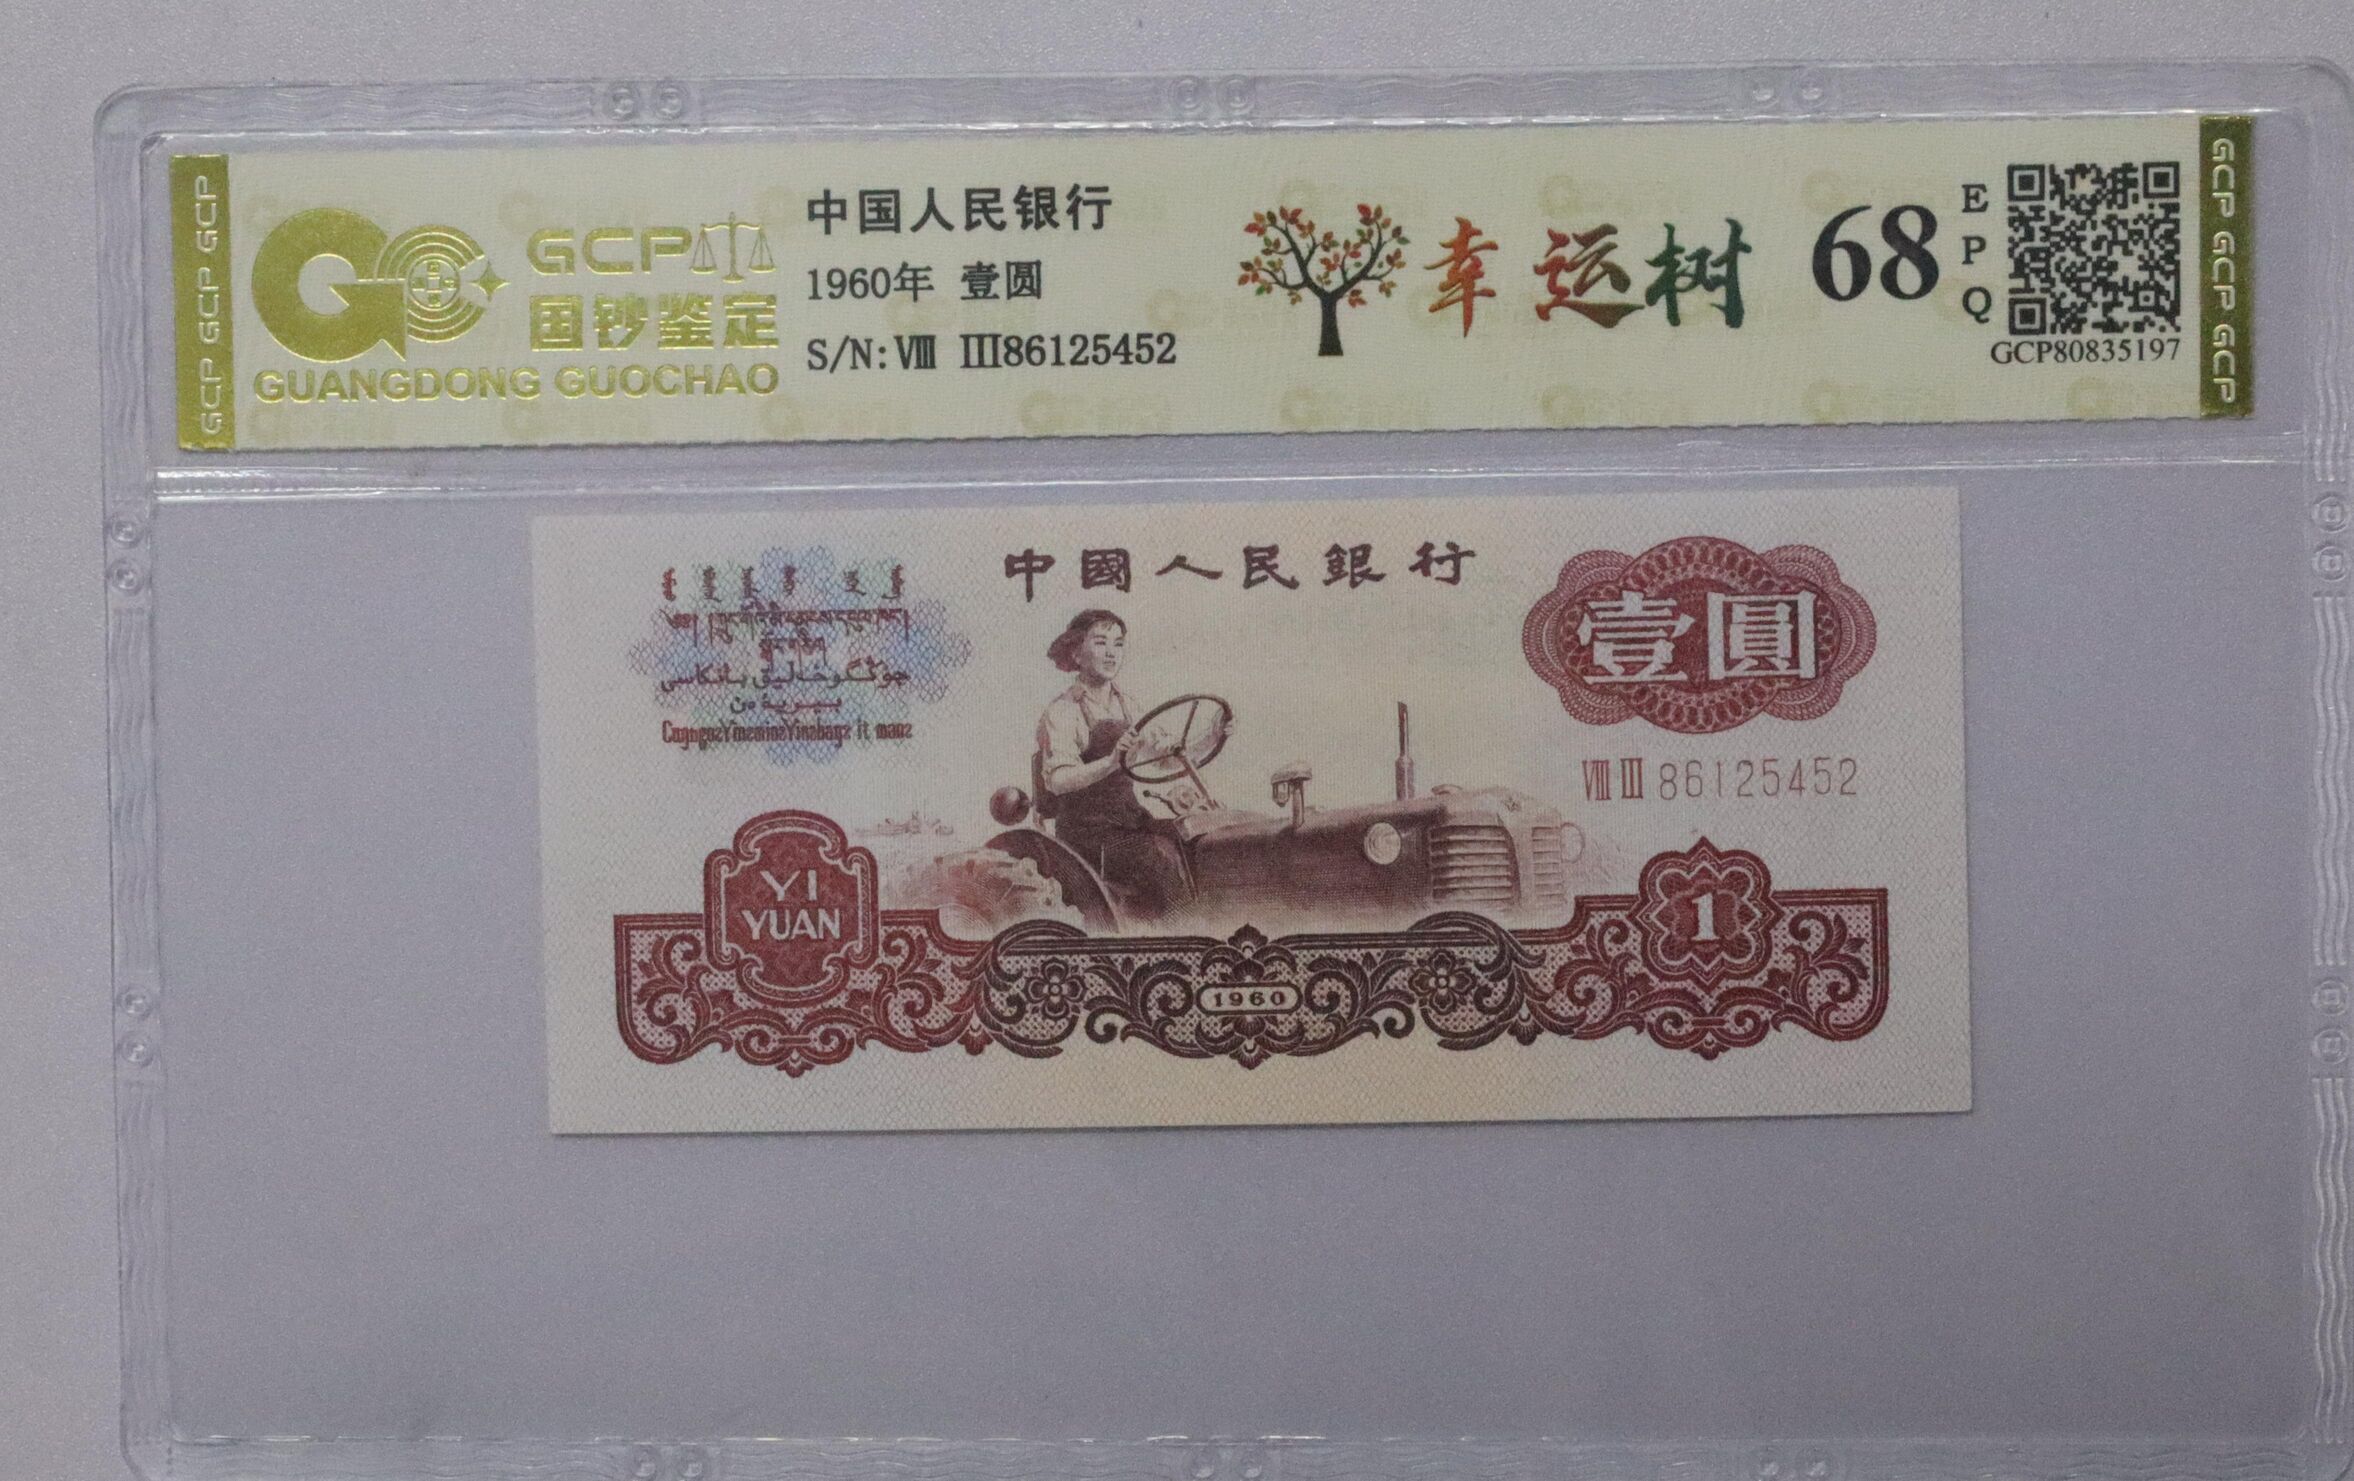 GCP GCP GCP
GCP
国钞鉴定
GUANGDONG GUOCHAO
中国人民银行
1960年 壹圆
S/N: Ⅷ Ⅲ86125452
幸运树
68
EPQ
GCP80835197
GCP GCP GCP
中國人民銀行
壹圓
Ⅷ Ⅲ 86125452
YI
YUAN
1
1960